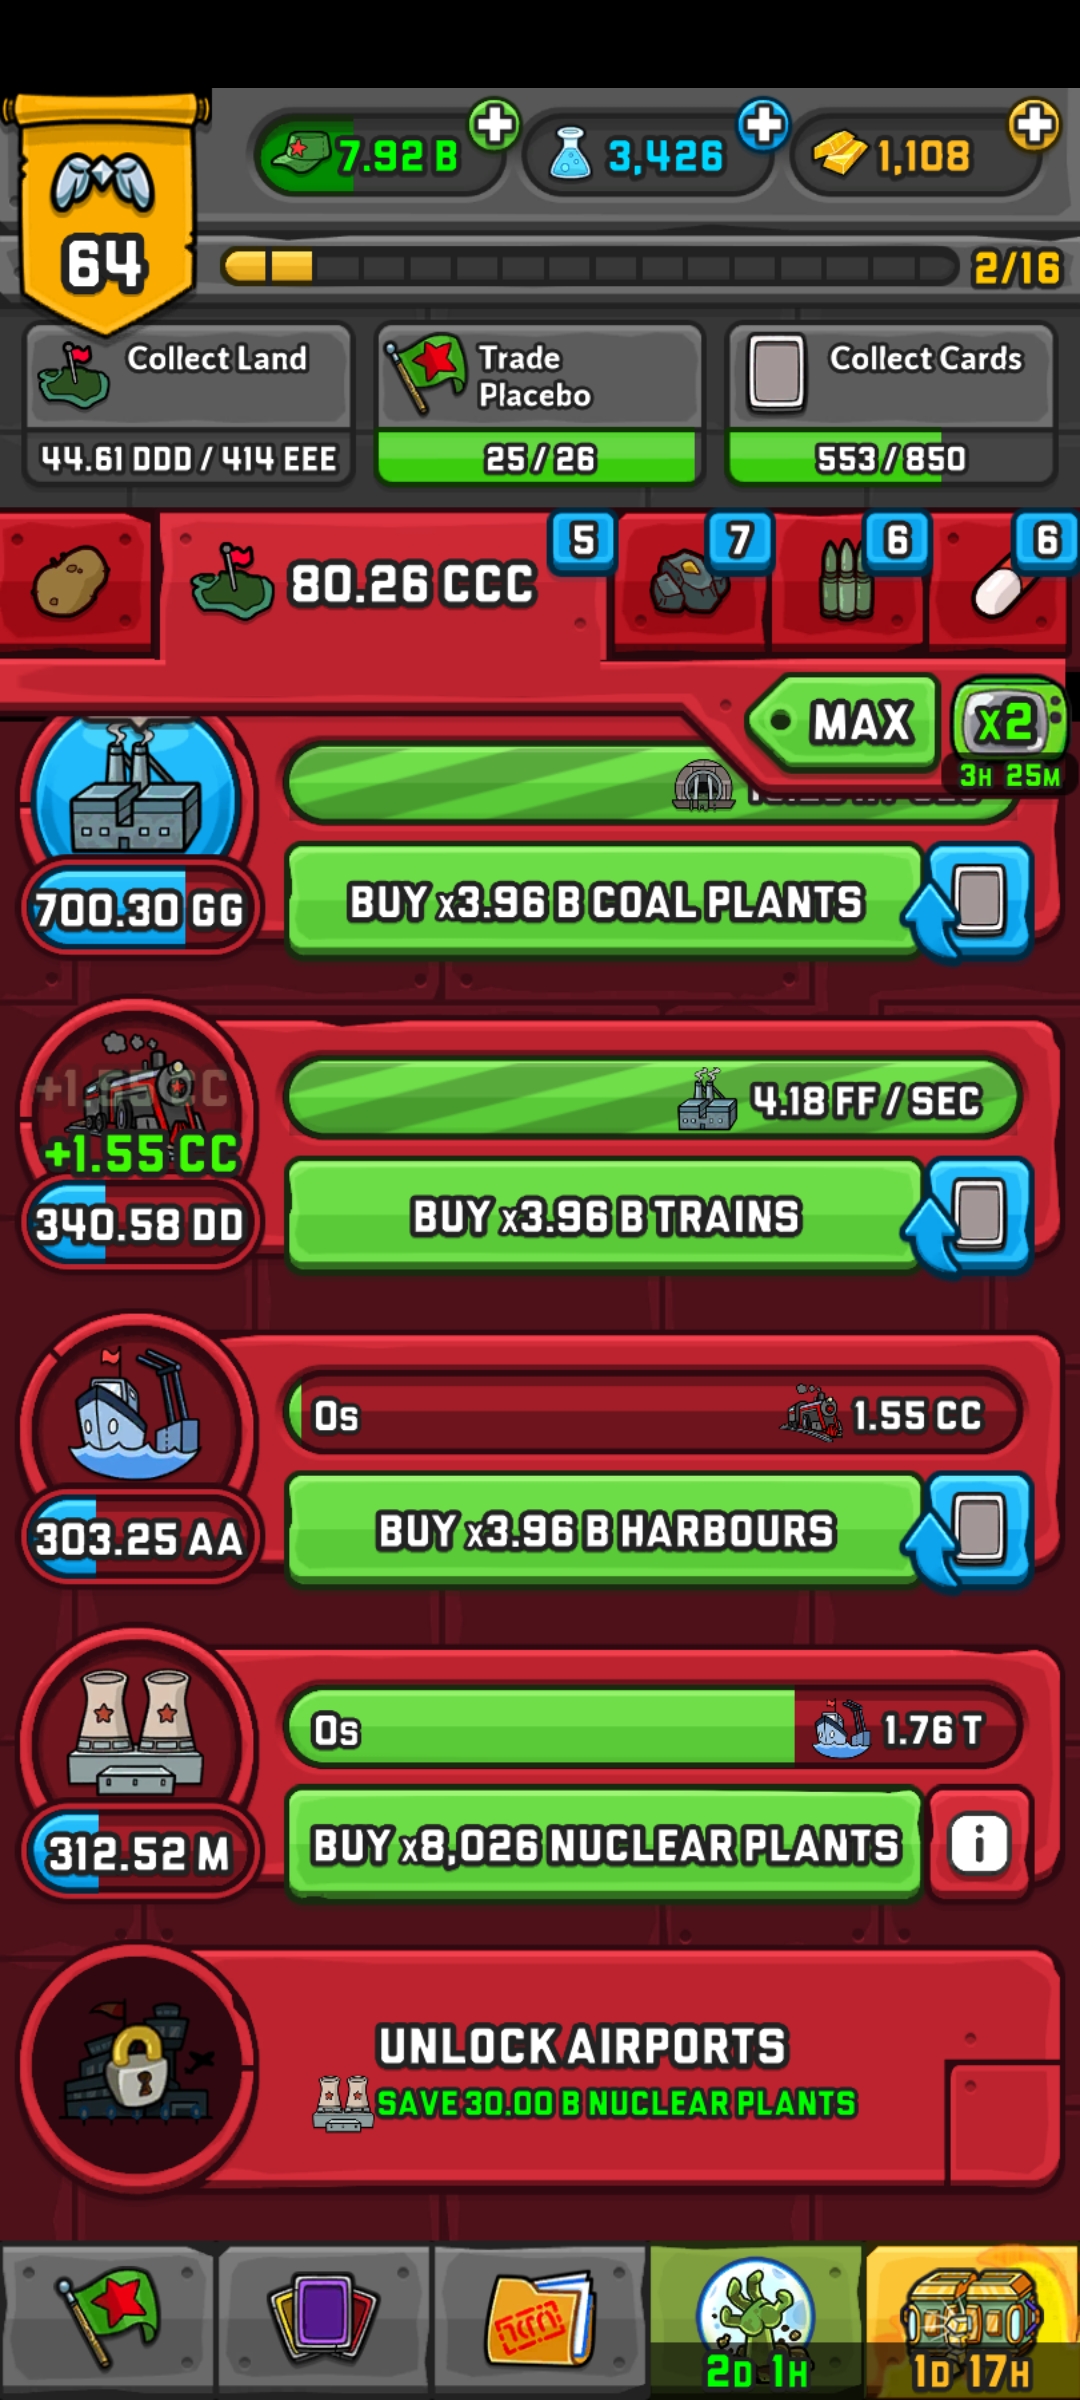 7.92 B
3,426
1,108
64
2/16
Collect Land
44.61 DDD / 414 EEE
Trade
Placebo
25 / 26
Collect Cards
553 / 850
80.26 CCC
5
7
6
6
MAX
x2
3H 25M
700.30 GG
BUY x3.96 B COAL PLANTS
4.18 FF / SEC
+1.55 CC
+1.55 CC
340.58 DD
BUY x3.96 B TRAINS
0s
1.55 CC
303.25 AA
BUY x3.96 B HARBOURS
0s
1.76 T
312.52 M
BUY x8,026 NUCLEAR PLANTS
i
UNLOCK AIRPORTS
SAVE 30.00 B NUCLEAR PLANTS
2D 1H
1D 17H